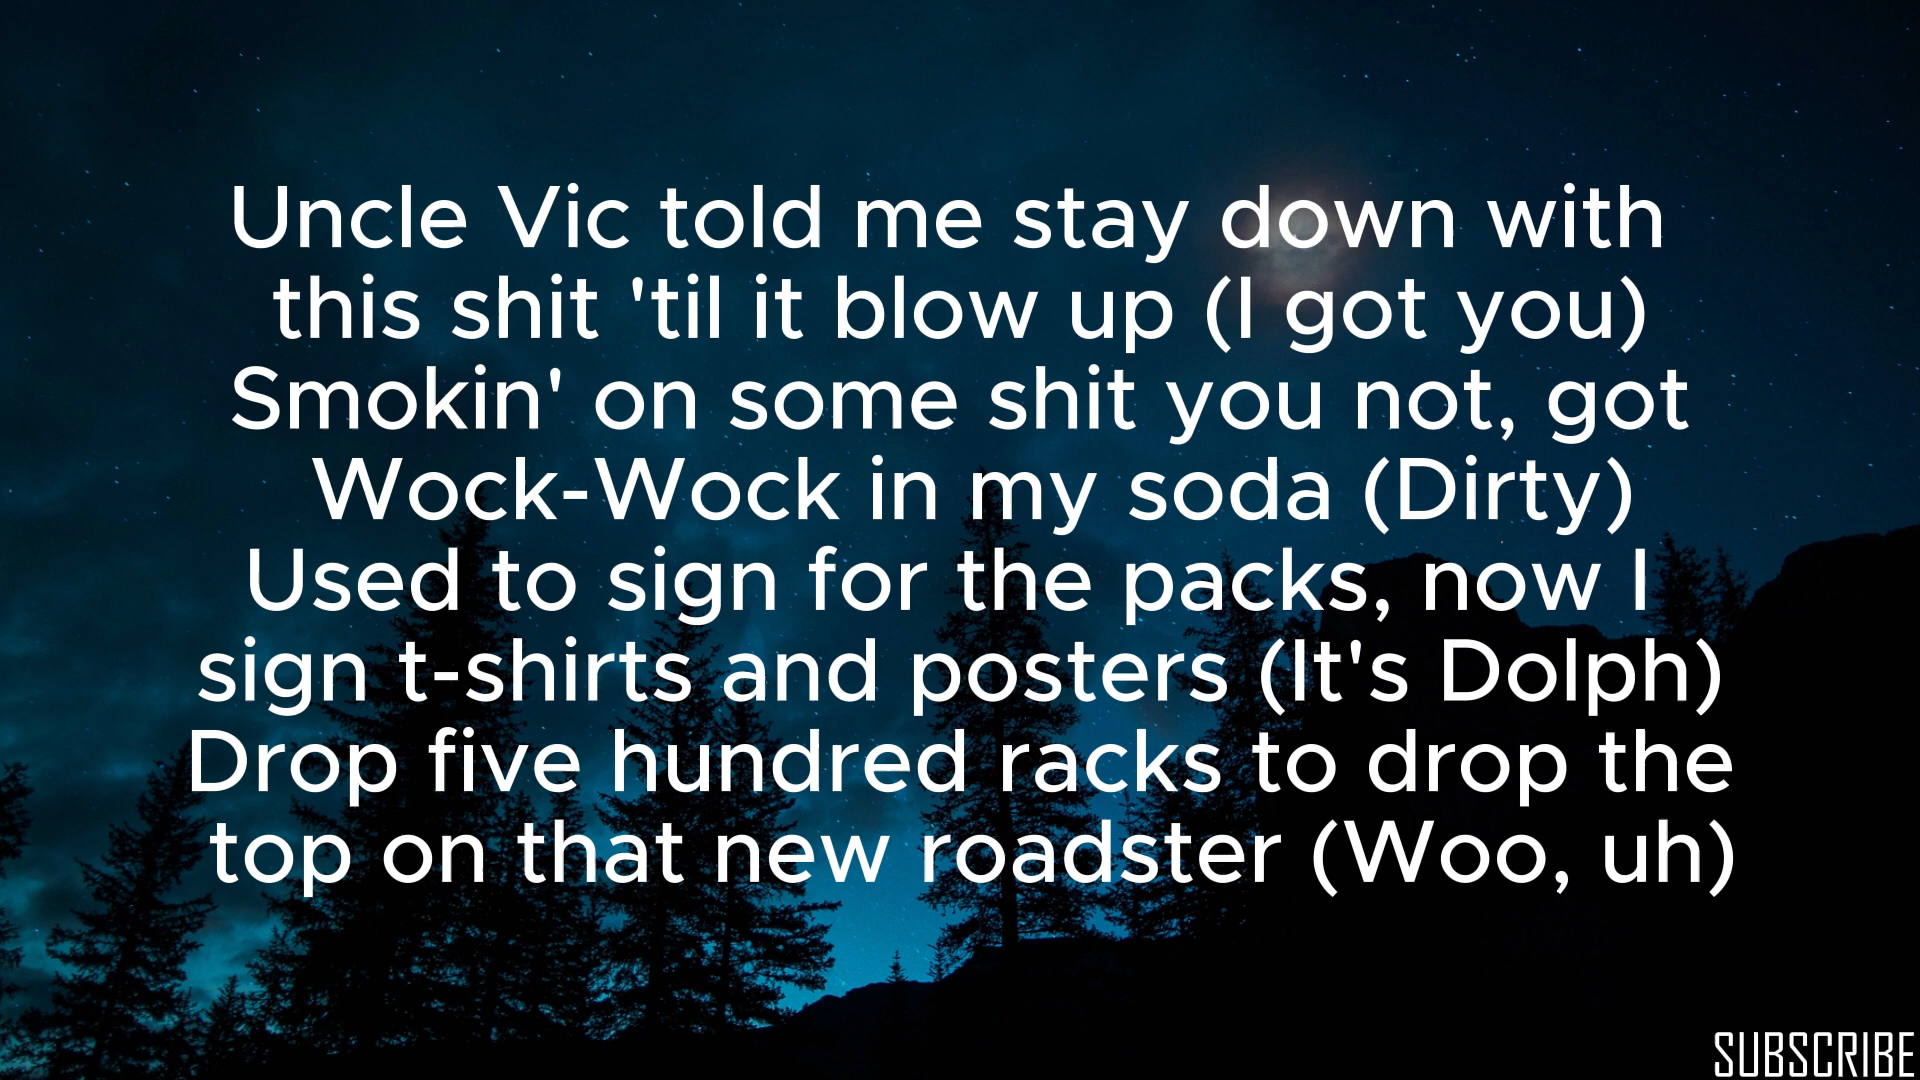 Uncle Vic told me stay down with
this shit 'til it blow up (I got you)
Smokin' on some shit you not, got
Wock-Wock in my soda (Dirty)
Used to sign for the packs, now I
sign t-shirts and posters (It's Dolph)
Drop five hundred racks to drop the
top on that new roadster (Woo, uh)
SUBSCRIBE